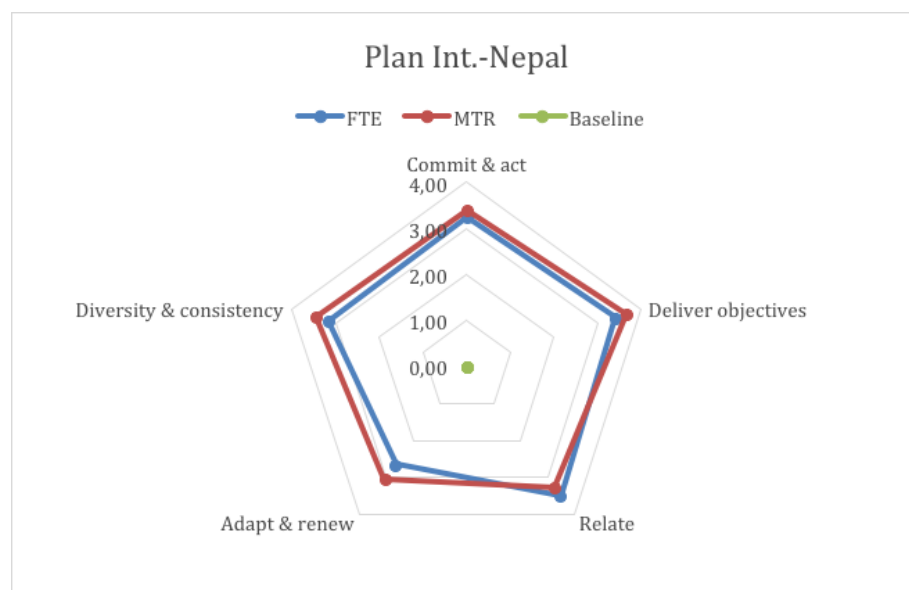 Plan Int.-Nepal
FTE MTR Baseline
Commit & act
4,00
3,00
2,00
1,00
0,00
Diversity & consistency
Deliver objectives
Adapt & renew
Relate